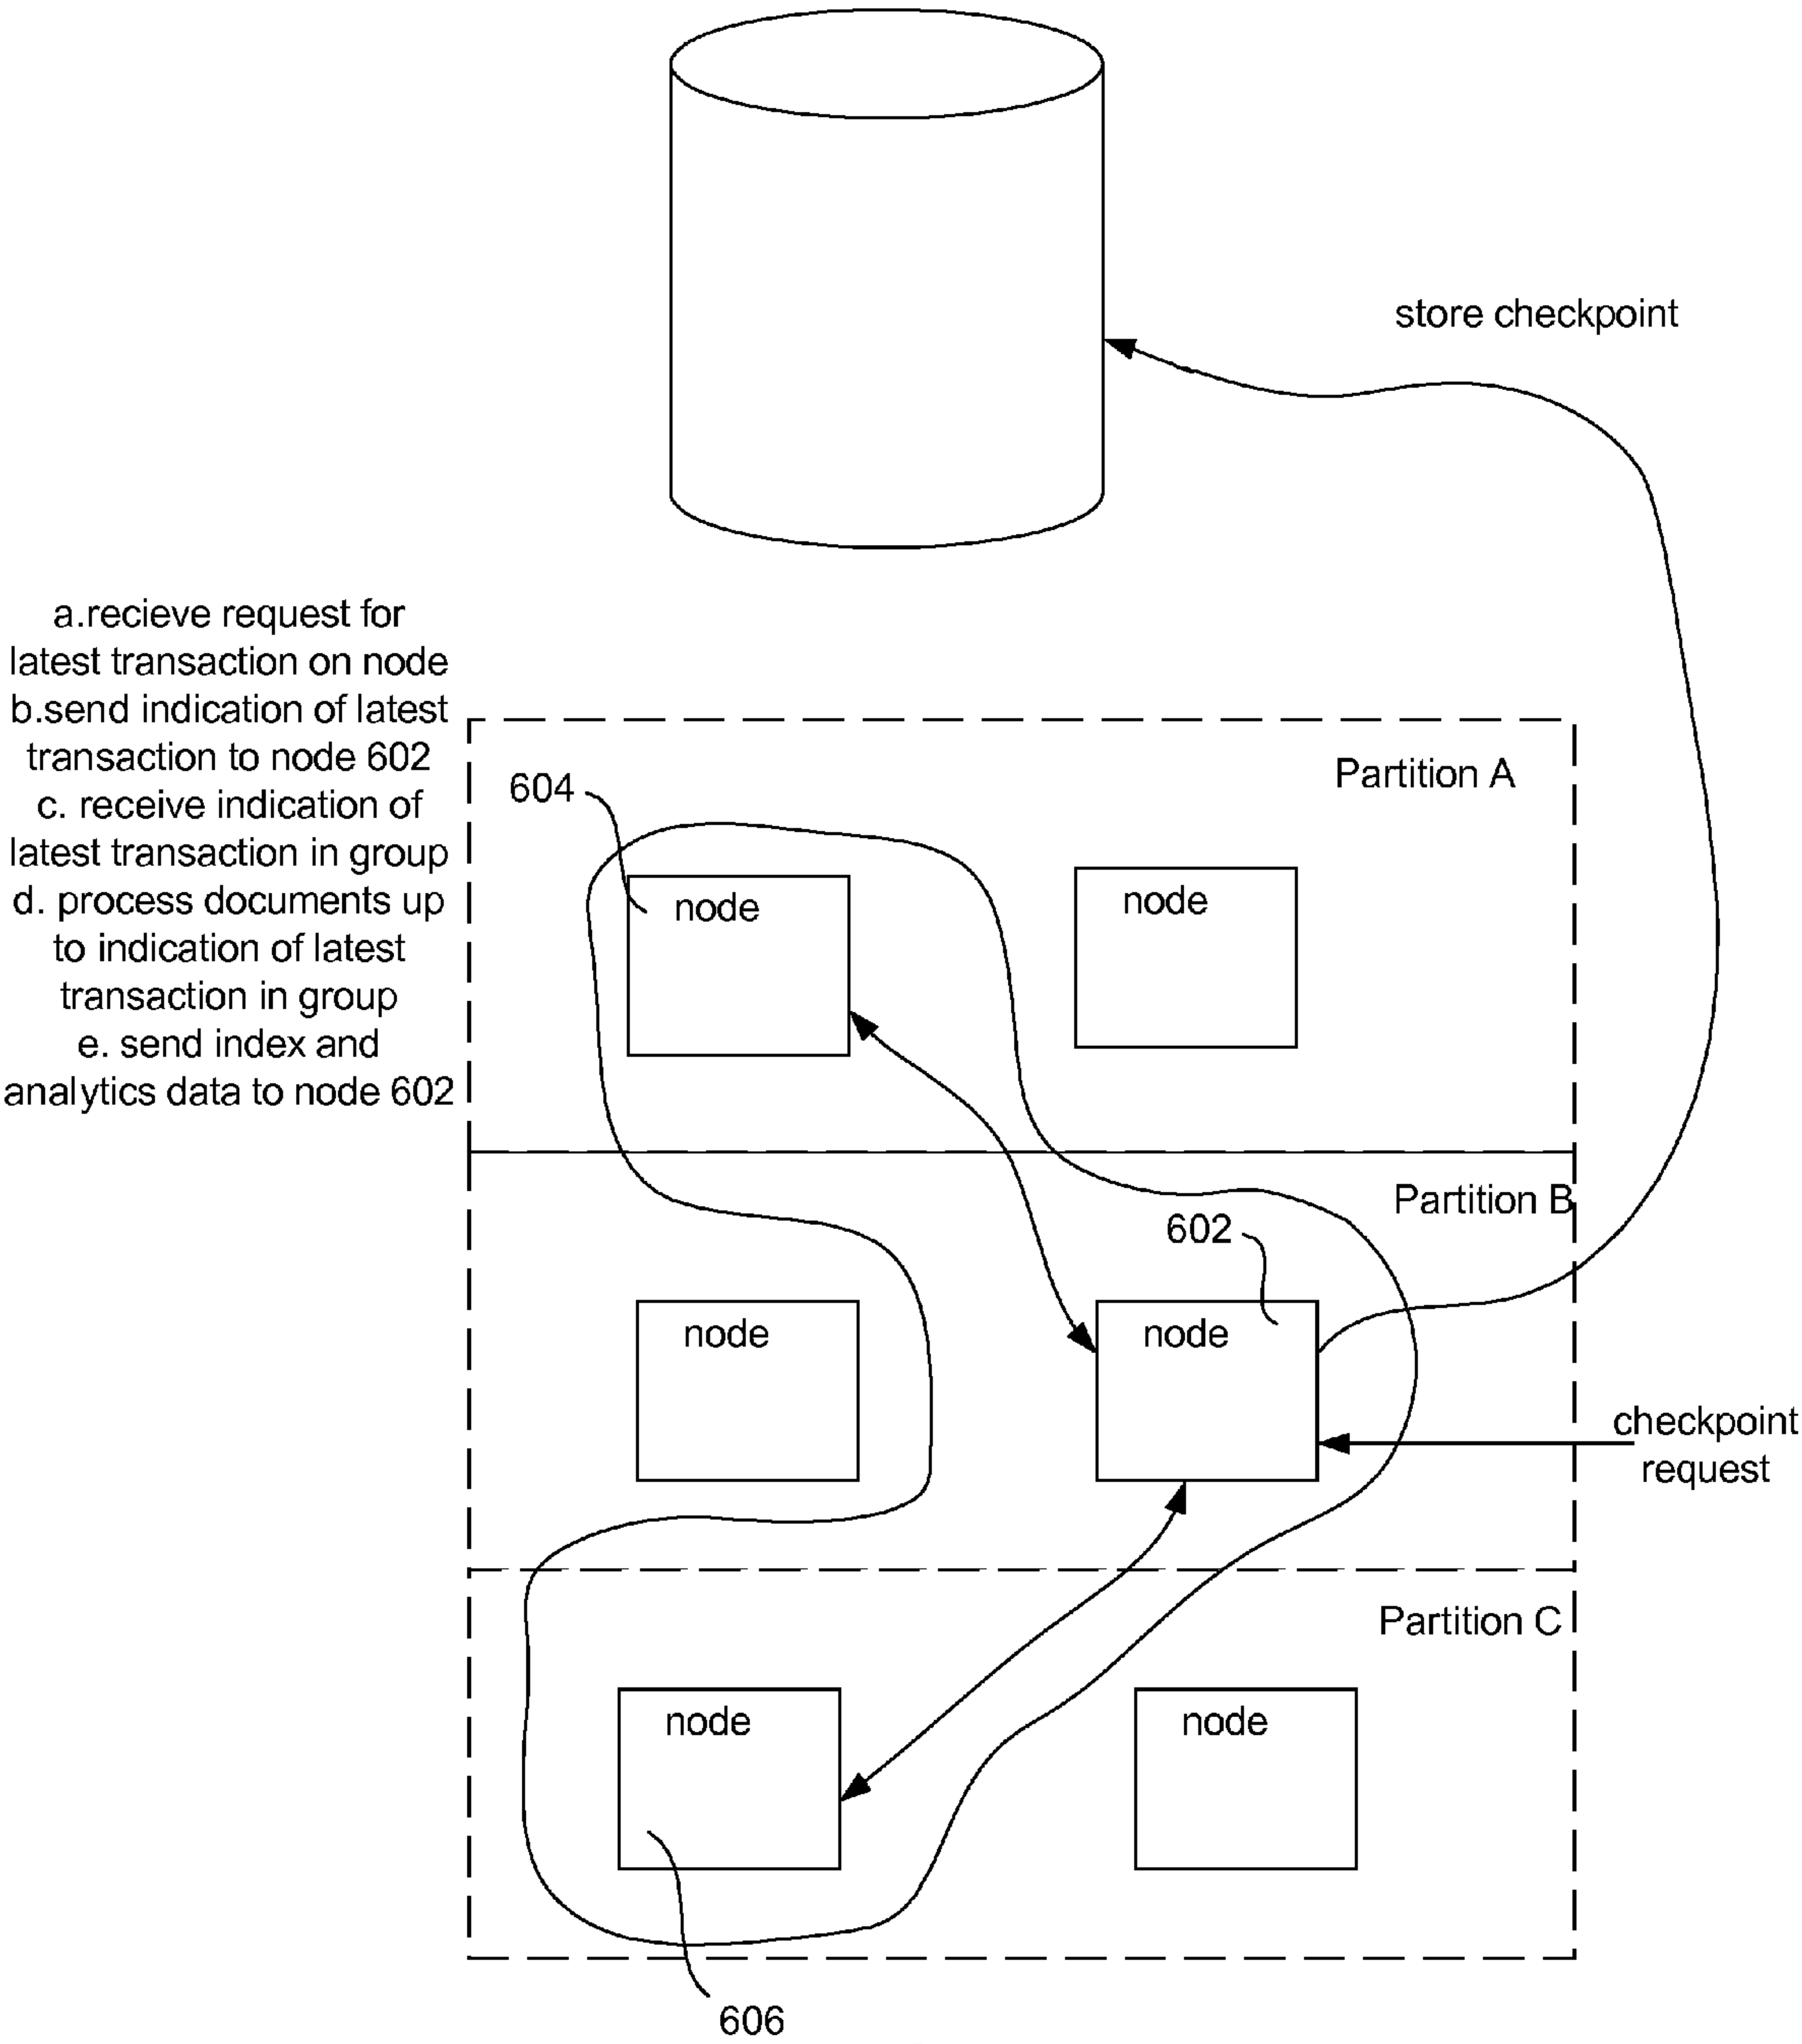 store checkpoint
a.recieve request for
latest transaction on node
b.send indication of latest
transaction to node 602
c. receive indication of
latest transaction in group
d. process documents up
to indication of latest
transaction in group
e. send index and
analytics data to node 602
Partition A
604
node
node
Partition B
602
node
node
checkpoint
request
Partition C
node
node
606